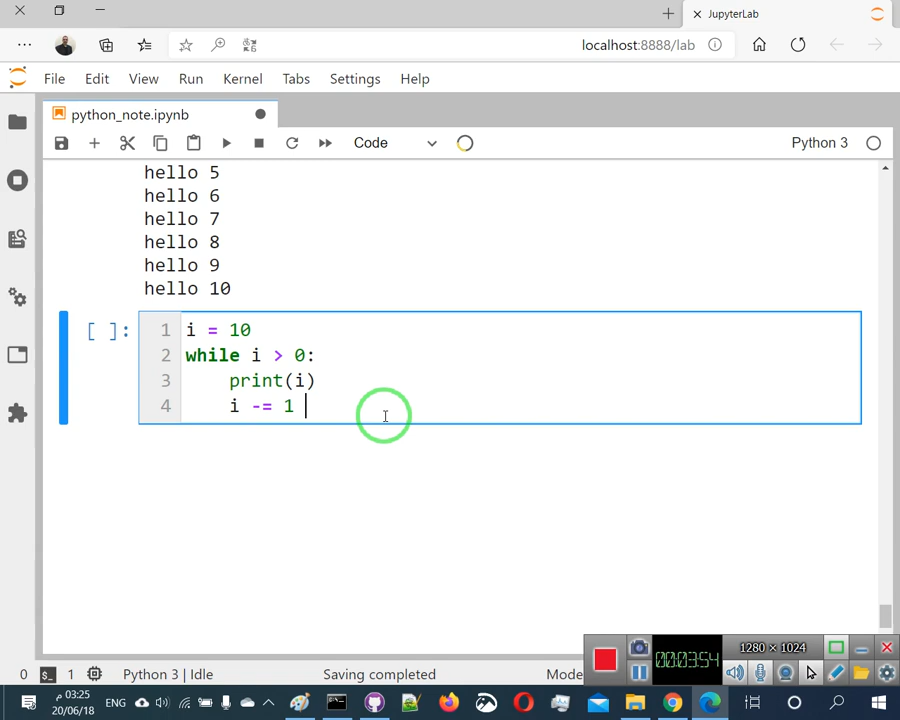 JupyterLab
localhost:8888/lab
File Edit View Run Kernel Tabs Settings Help
python_note.ipynb
Code Python 3
hello 5
hello 6
hello 7
hello 8
hello 9
hello 10
[ ]:
1 i = 10
2 while i > 0:
3 print(i)
4 i -= 1
0 $_ 1 Python 3 | Idle Saving completed Mode
1280 × 1024
00:03:54
ENG 03:25 م
20/06/18